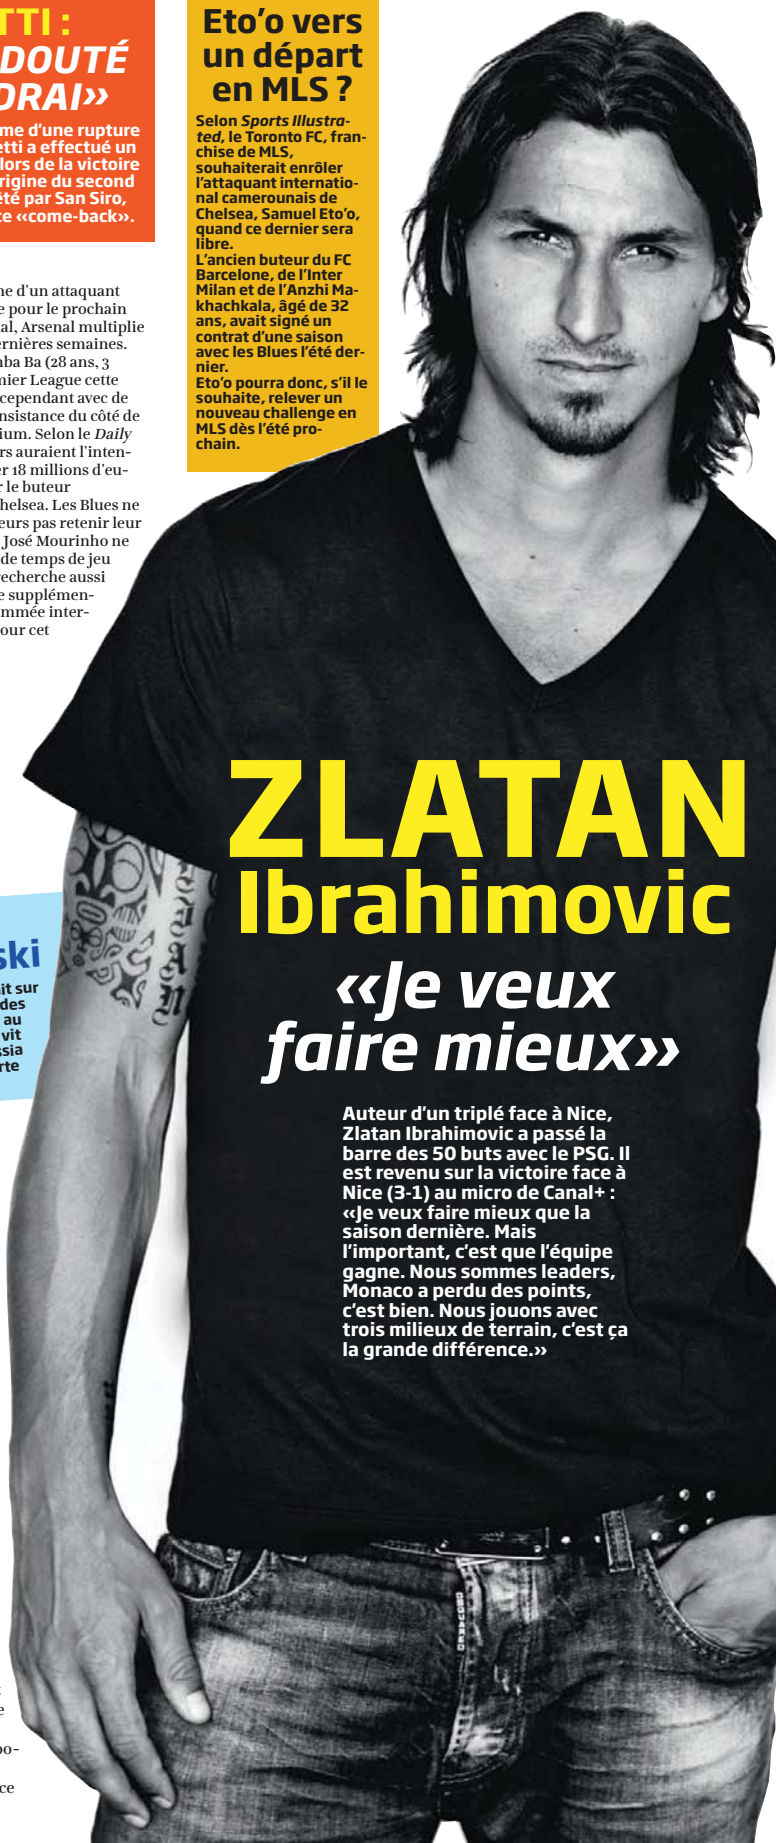 TTI :
DOUTÉ
DRAI»
me d'une rupture
etti a effectué un
lors de la victoire
rigine du second
été par San Siro,
ce «come-back».
ne d'un attaquant
e pour le prochain
al, Arsenal multiplie
ernières semaines.
nba Ba (28 ans, 3
mier League cette
cependant avec de
nsistance du côté de
ium. Selon le Daily
rs auraient l'inten-
er 18 millions d'eu-
r le buteur
helsea. Les Blues ne
eurs pas retenir leur
José Mourinho ne
de temps de jeu
recherche aussi
e supplémen-
mmée inter-
our cet
ski
it sur
des
au
vit
ssia
rte
e
oo-
ce
Eto'o vers
un départ
en MLS ?
Selon Sports Illustra-
ted, le Toronto FC, fran-
chise de MLS,
souhaiterait enrôler
l'attaquant internatio-
nal camerounais de
Chelsea, Samuel Eto'o,
quand ce dernier sera
libre.
L'ancien buteur du FC
Barcelone, de l'Inter
Milan et de l'Anzhi Ma-
khachkala, âgé de 32
ans, avait signé un
contrat d'une saison
avec les Blues l'été der-
nier.
Eto'o pourra donc, s'il le
souhaite, relever un
nouveau challenge en
MLS dès l'été pro-
chain.
ZLATAN
Ibrahimovic
«Je veux
faire mieux»
Auteur d'un triplé face à Nice,
Zlatan Ibrahimovic a passé la
barre des 50 buts avec le PSG. Il
est revenu sur la victoire face à
Nice (3-1) au micro de Canal+ :
«Je veux faire mieux que la
saison dernière. Mais
l'important, c'est que l'équipe
gagne. Nous sommes leaders,
Monaco a perdu des points,
c'est bien. Nous jouons avec
trois milieux de terrain, c'est ça
la grande différence.»
DSQUARED